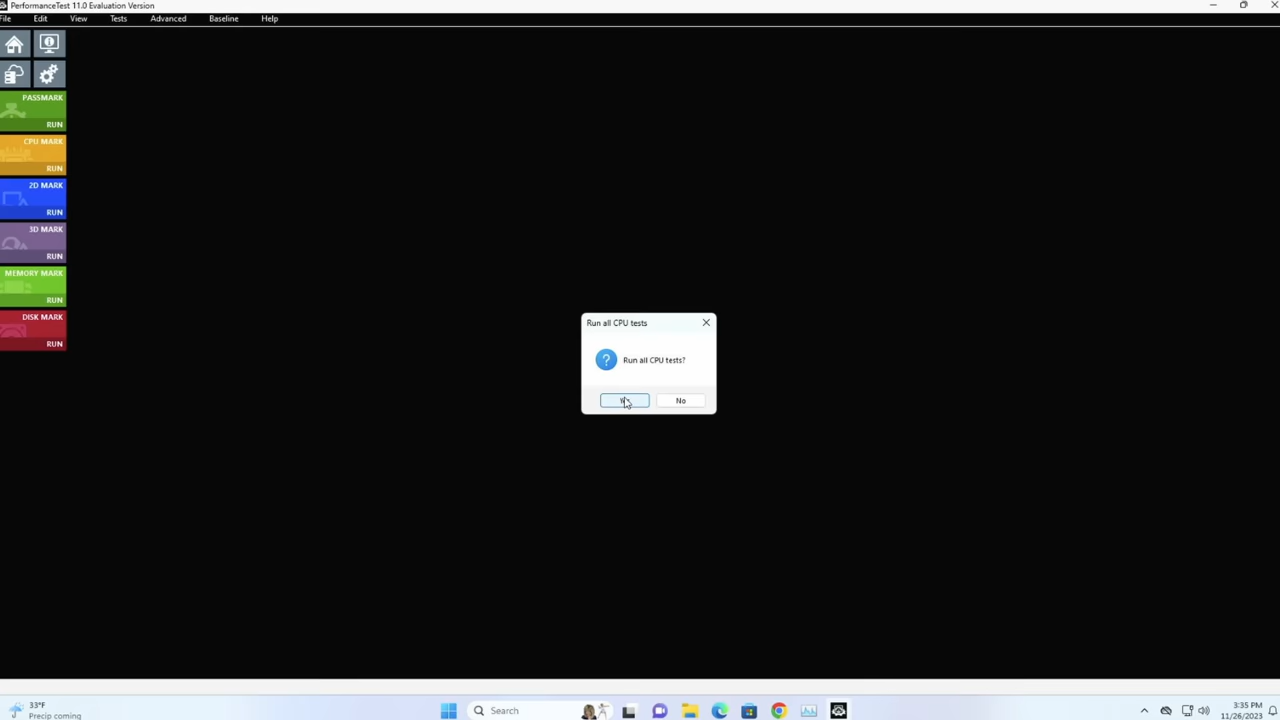 PerformanceTest 11.0 Evaluation Version
File Edit View Tests Advanced Baseline Help
PASSMARK
RUN
CPU MARK
RUN
2D MARK
RUN
3D MARK
RUN
MEMORY MARK
RUN
DISK MARK
RUN
Run all CPU tests
Run all CPU tests?
No
33°F
Precip coming
Search
3:35 PM
11/26/2023